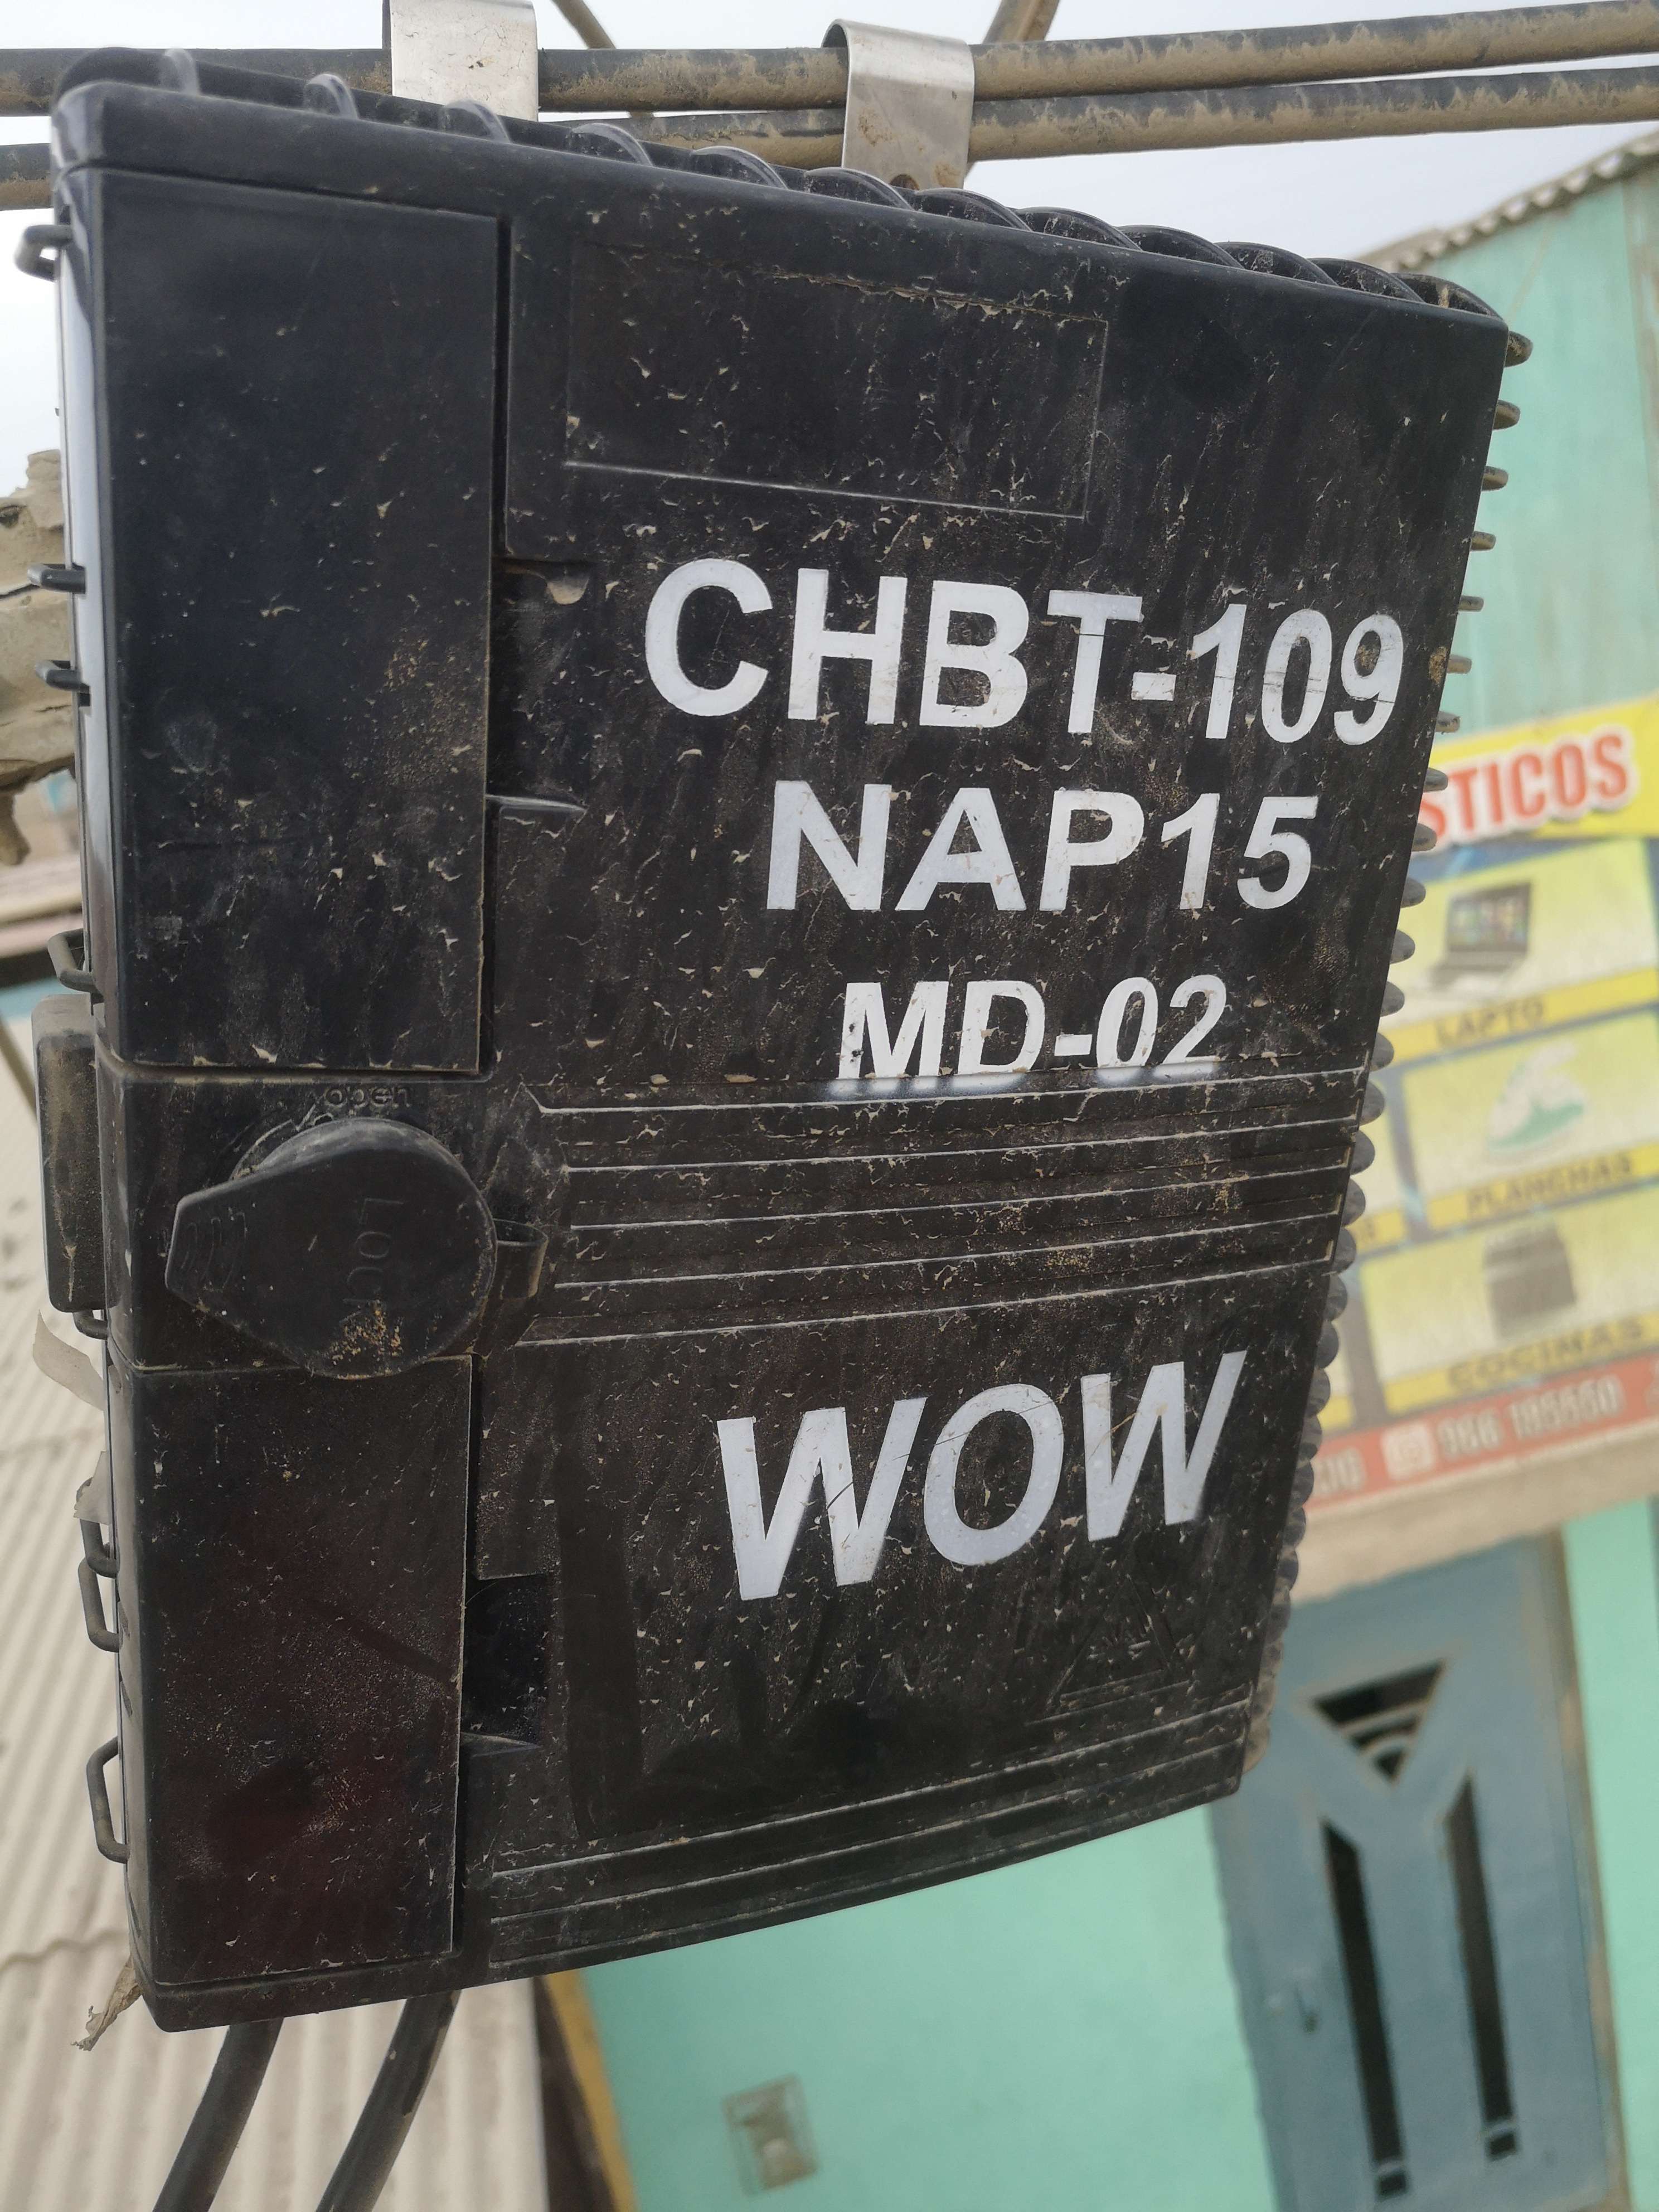 CHBT-109
NAP15
MD-02
open
LOCK
WOW
STICOS
LAPTO
PLANCHAS
COCINAS